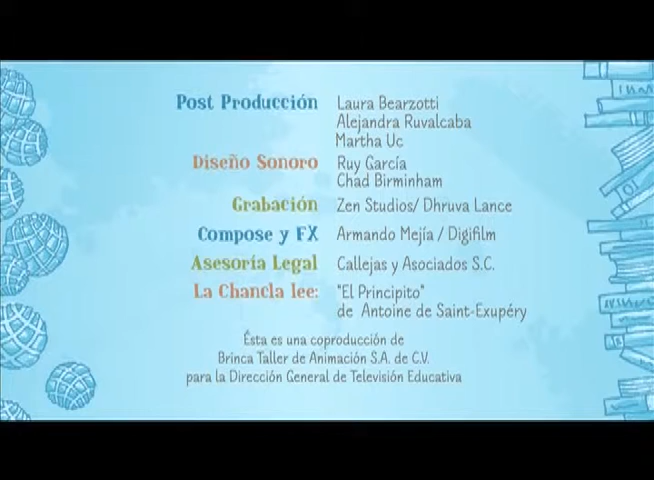 Post Producción Laura Bearzotti
Alejandra Ruvalcaba
Martha Uc
Diseño Sonoro Ruy García
Chad Birminham
Grabación Zen Studios/ Dhruva Lance
Compose y FX Armando Mejía / Digifilm
Asesoría Legal Callejas y Asociados S.C.
La Chancla lee: "El Principito"
de Antoine de Saint-Exupéry
Ésta es una coproducción de
Brinca Taller de Animación S.A. de C.V.
para la Dirección General de Televisión Educativa